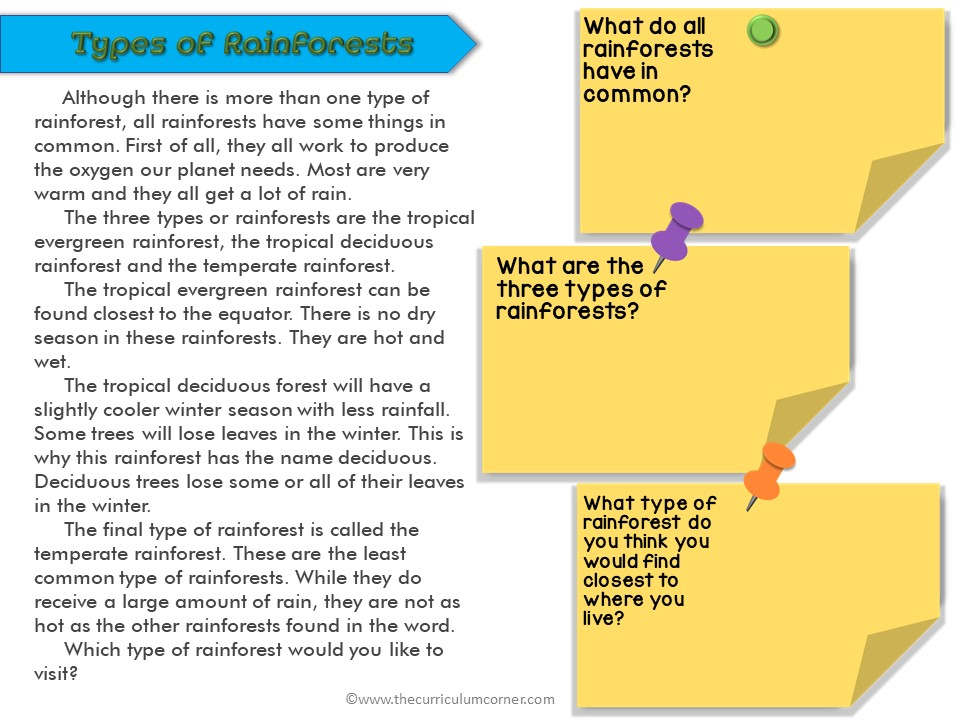 Types of Rainforests
Although there is more than one type of
rainforest, all rainforests have some things in
common. First of all, they all work to produce
the oxygen our planet needs. Most are very
warm and they all get a lot of rain.
The three types or rainforests are the tropical
evergreen rainforest, the tropical deciduous
rainforest and the temperate rainforest.
The tropical evergreen rainforest can be
found closest to the equator. There is no dry
season in these rainforests. They are hot and
wet.
The tropical deciduous forest will have a
slightly cooler winter season with less rainfall.
Some trees will lose leaves in the winter. This is
why this rainforest has the name deciduous.
Deciduous trees lose some or all of their leaves
in the winter.
The final type of rainforest is called the
temperate rainforest. These are the least
common type of rainforests. While they do
receive a large amount of rain, they are not as
hot as the other rainforests found in the word.
Which type of rainforest would you like to
visit?
What do all
rainforests
have in
common?
What are the
three types of
rainforests?
What type of
rainforest do
you think you
would find
closest to
where you
live?
©www.thecurriculumcorner.com